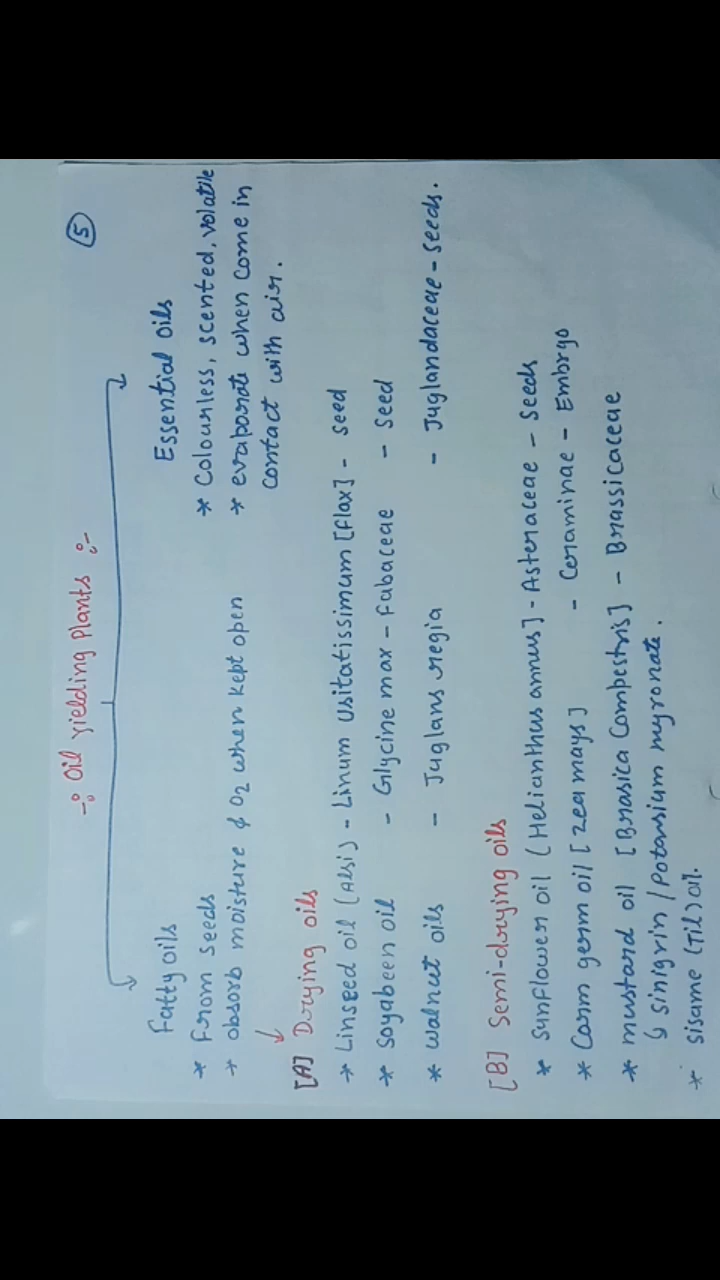 -: Oil yielding Plants :-
5
Fatty oils
* From seeds
* absorb moisture & O2 when kept open
Essential oils
* Colourless, scented, volatile
* evaporate when come in
contact with air.
[A] Drying oils
* Linseed oil (Alsi) - Linum usitatissimum [Flax] - seed
* Soyabeen oil - Glycine max - Fabaceae - Seed
* Walnut oils - Juglans regia - Juglandaceae - seeds.
[B] Semi-drying oils
* Sunflower oil (Helianthus annus] - Asteraceae - Seeds
* Corm germ oil [zea mays] - Ceraminae - Embryo
* mustard oil [Brasica Compestris] - Brassicaceae
↳ sinigrin / Potansium myronate.
* Sisame (Til) oil.